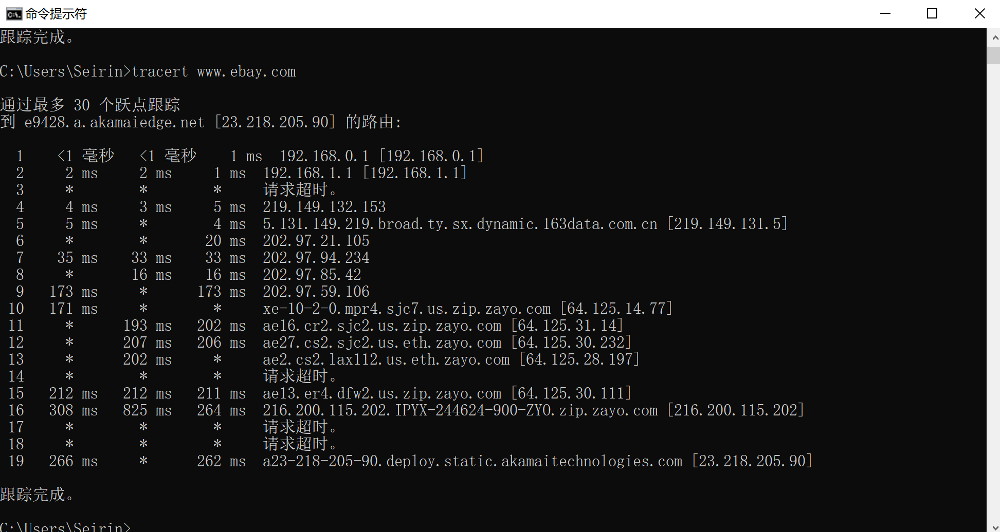 命令提示符
跟踪完成。
C:\Users\Seirin>tracert www.ebay.com
通过最多 30 个跃点跟踪
到 e9428.a.akamaiedge.net [23.218.205.90] 的路由:
1 <1 毫秒 <1 毫秒 1 ms 192.168.0.1 [192.168.0.1]
2 2 ms 2 ms 1 ms 192.168.1.1 [192.168.1.1]
3 * * * 请求超时。
4 4 ms 3 ms 5 ms 219.149.132.153
5 5 ms * 4 ms 5.131.149.219.broad.ty.sx.dynamic.163data.com.cn [219.149.131.5]
6 * * 20 ms 202.97.21.105
7 35 ms 33 ms 33 ms 202.97.94.234
8 * 16 ms 16 ms 202.97.85.42
9 173 ms * 173 ms 202.97.59.106
10 171 ms * * xe-10-2-0.mpr4.sjc7.us.zip.zayo.com [64.125.14.77]
11 * 193 ms 202 ms ae16.cr2.sjc2.us.zip.zayo.com [64.125.31.14]
12 * 207 ms 206 ms ae27.cs2.sjc2.us.eth.zayo.com [64.125.30.232]
13 * 202 ms * ae2.cs2.lax112.us.eth.zayo.com [64.125.28.197]
14 * * * 请求超时。
15 212 ms 212 ms 211 ms ae13.er4.dfw2.us.zip.zayo.com [64.125.30.111]
16 308 ms 825 ms 264 ms 216.200.115.202.IPYX-244624-900-ZYO.zip.zayo.com [216.200.115.202]
17 * * * 请求超时。
18 * * * 请求超时。
19 266 ms * 262 ms a23-218-205-90.deploy.static.akamaitechnologies.com [23.218.205.90]
跟踪完成。
C:\Users\Seirin>